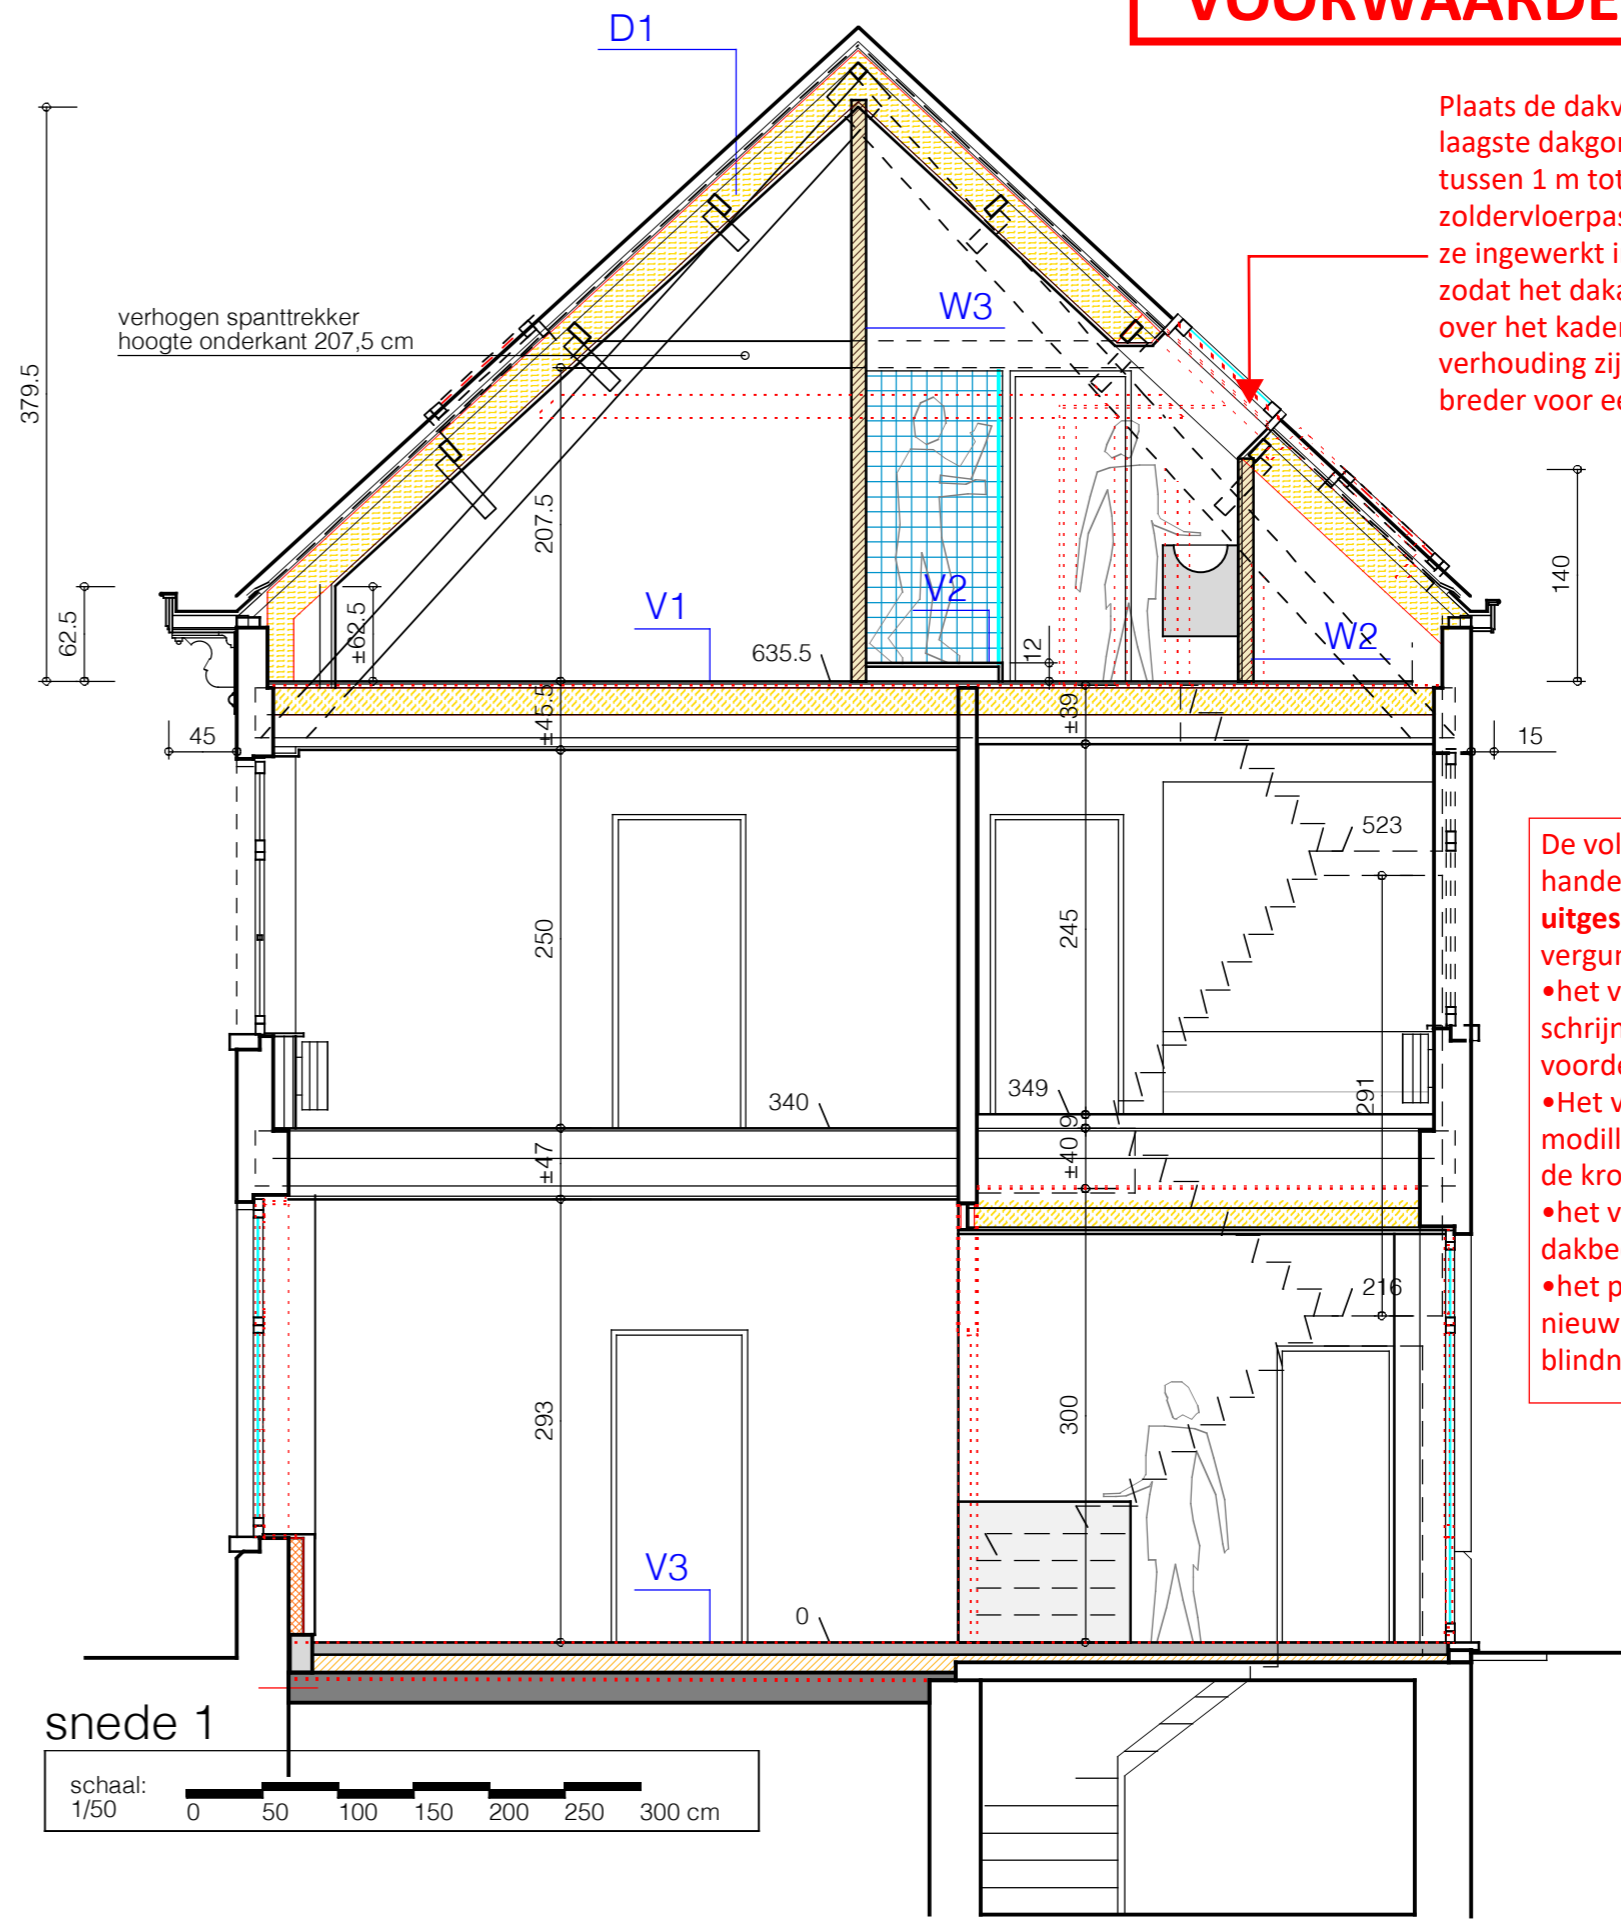 VOORWAARDE
D1
Plaats de dakv
laagste dakgo
tussen 1 m tot
zoldervloerpas
ze ingewerkt i
zodat het daka
over het kader
verhouding zij
breder voor ee
verhogen spanttrekker
hoogte onderkant 207,5 cm
W3
379.5
207.5
62.5
±62.5
V1
V2
W2
140
635.5
12
±45.5
±39
45
15
523
250
245
291
De vol
hande
uitges
vergun
•het v
schrijn
voorde
•Het v
modill
de kro
•het v
dakbe
•het p
nieuw
blindn
340
349
9
±47
±40
216
293
300
V3
0
snede 1
schaal:
1/50
0 50 100 150 200 250 300 cm